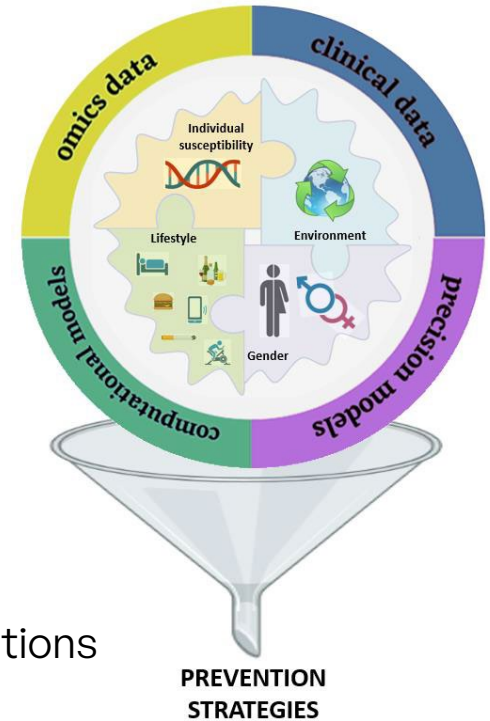 omics data
clinical data
Individual
susceptibility
Lifestyle
Environment
Gender
computational models
precision models
tions
PREVENTION
STRATEGIES